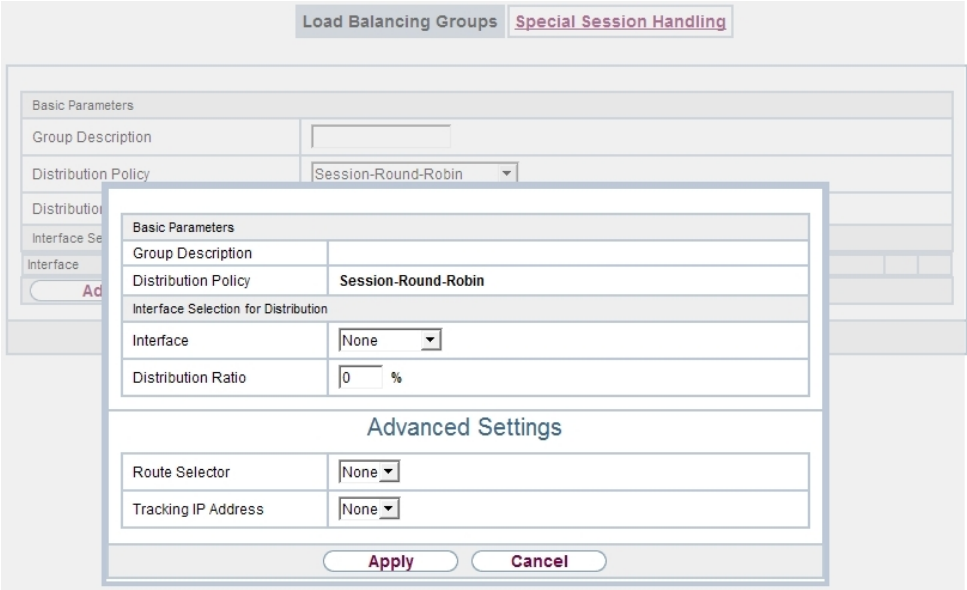 Load Balancing Groups Special Session Handling
Basic Parameters
Group Description
Distribution Policy Session-Round-Robin
Distributio
Interface Se
Interface
Ad
Basic Parameters
Group Description
Distribution Policy Session-Round-Robin
Interface Selection for Distribution
Interface None
Distribution Ratio 0 %
Advanced Settings
Route Selector None
Tracking IP Address None
Apply Cancel